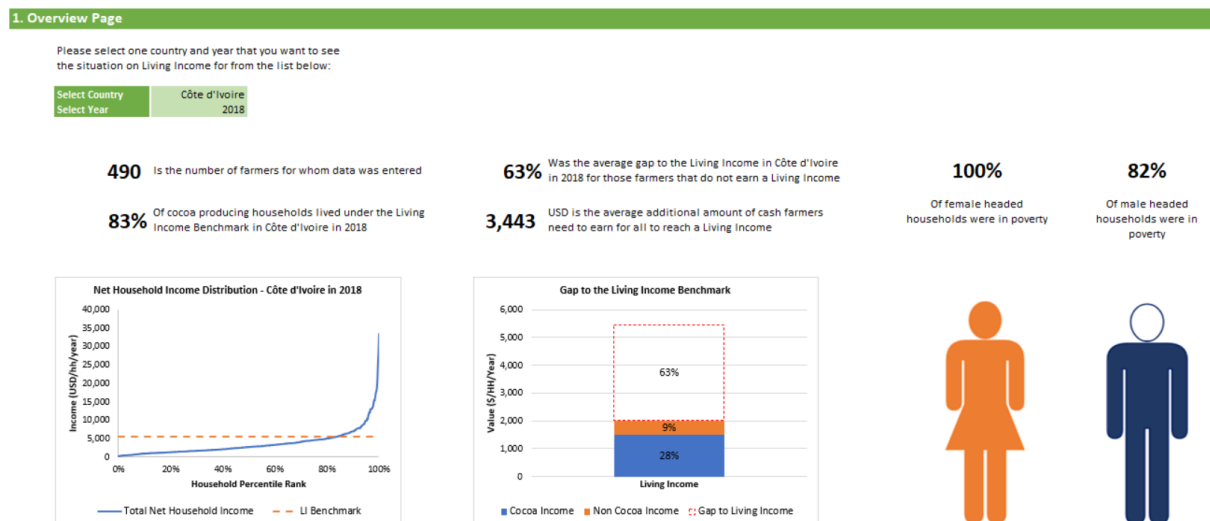 1. Overview Page
Please select one country and year that you want to see
the situation on Living Income for from the list below:
Select Country Côte d'Ivoire
Select Year 2018
490 Is the number of farmers for whom data was entered
83% Of cocoa producing households lived under the Living
Income Benchmark in Côte d'Ivoire in 2018
63% Was the average gap to the Living Income in Côte d'Ivoire
in 2018 for those farmers that do not earn a Living Income
3,443 USD is the average additional amount of cash farmers
need to earn for all to reach a Living Income
100%
Of female headed
households were in poverty
82%
Of male headed
households were in
poverty
Net Household Income Distribution - Côte d'Ivoire in 2018
Income (USD/hh/year)
40,000
35,000
30,000
25,000
20,000
15,000
10,000
5,000
0
0% 20% 40% 60% 80% 100%
Household Percentile Rank
Total Net Household Income LI Benchmark
Gap to the Living Income Benchmark
Value ($/HH/Year)
6,000
5,000
4,000
3,000
2,000
1,000
0
63%
9%
28%
Living Income
Cocoa Income Non Cocoa Income Gap to Living Income